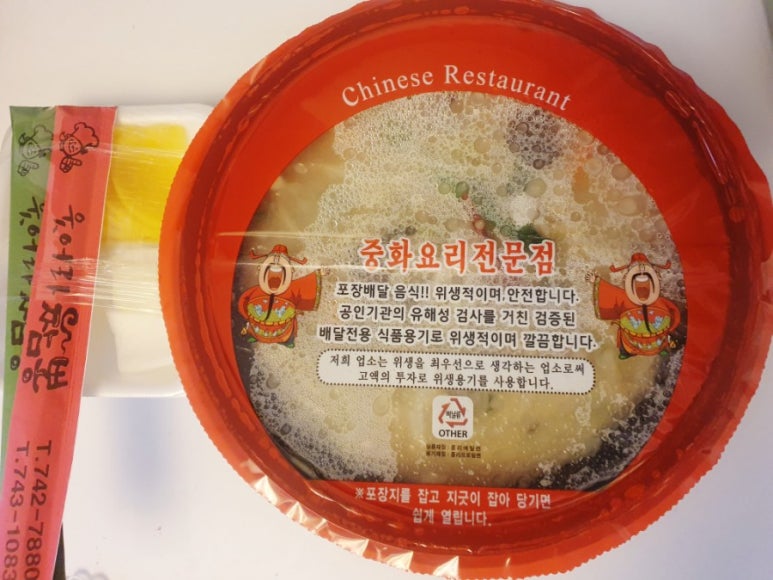 Chinese Restaurant
중화요리전문점
포장배달 음식!! 위생적이며,안전합니다.
공인기관의 유해성 검사를 거친 검증된
배달전용 식품용기로 위생적이며 깔끔합니다.
저희 업소는 위생을 최우선으로 생각하는 업소로써
고액의 투자로 위생용기를 사용합니다.
비닐류
OTHER
※포장지를 잡고 지긋이 잡아 당기면
쉽게 열립니다.
짬뽕
T.742-7880
T.743-1083